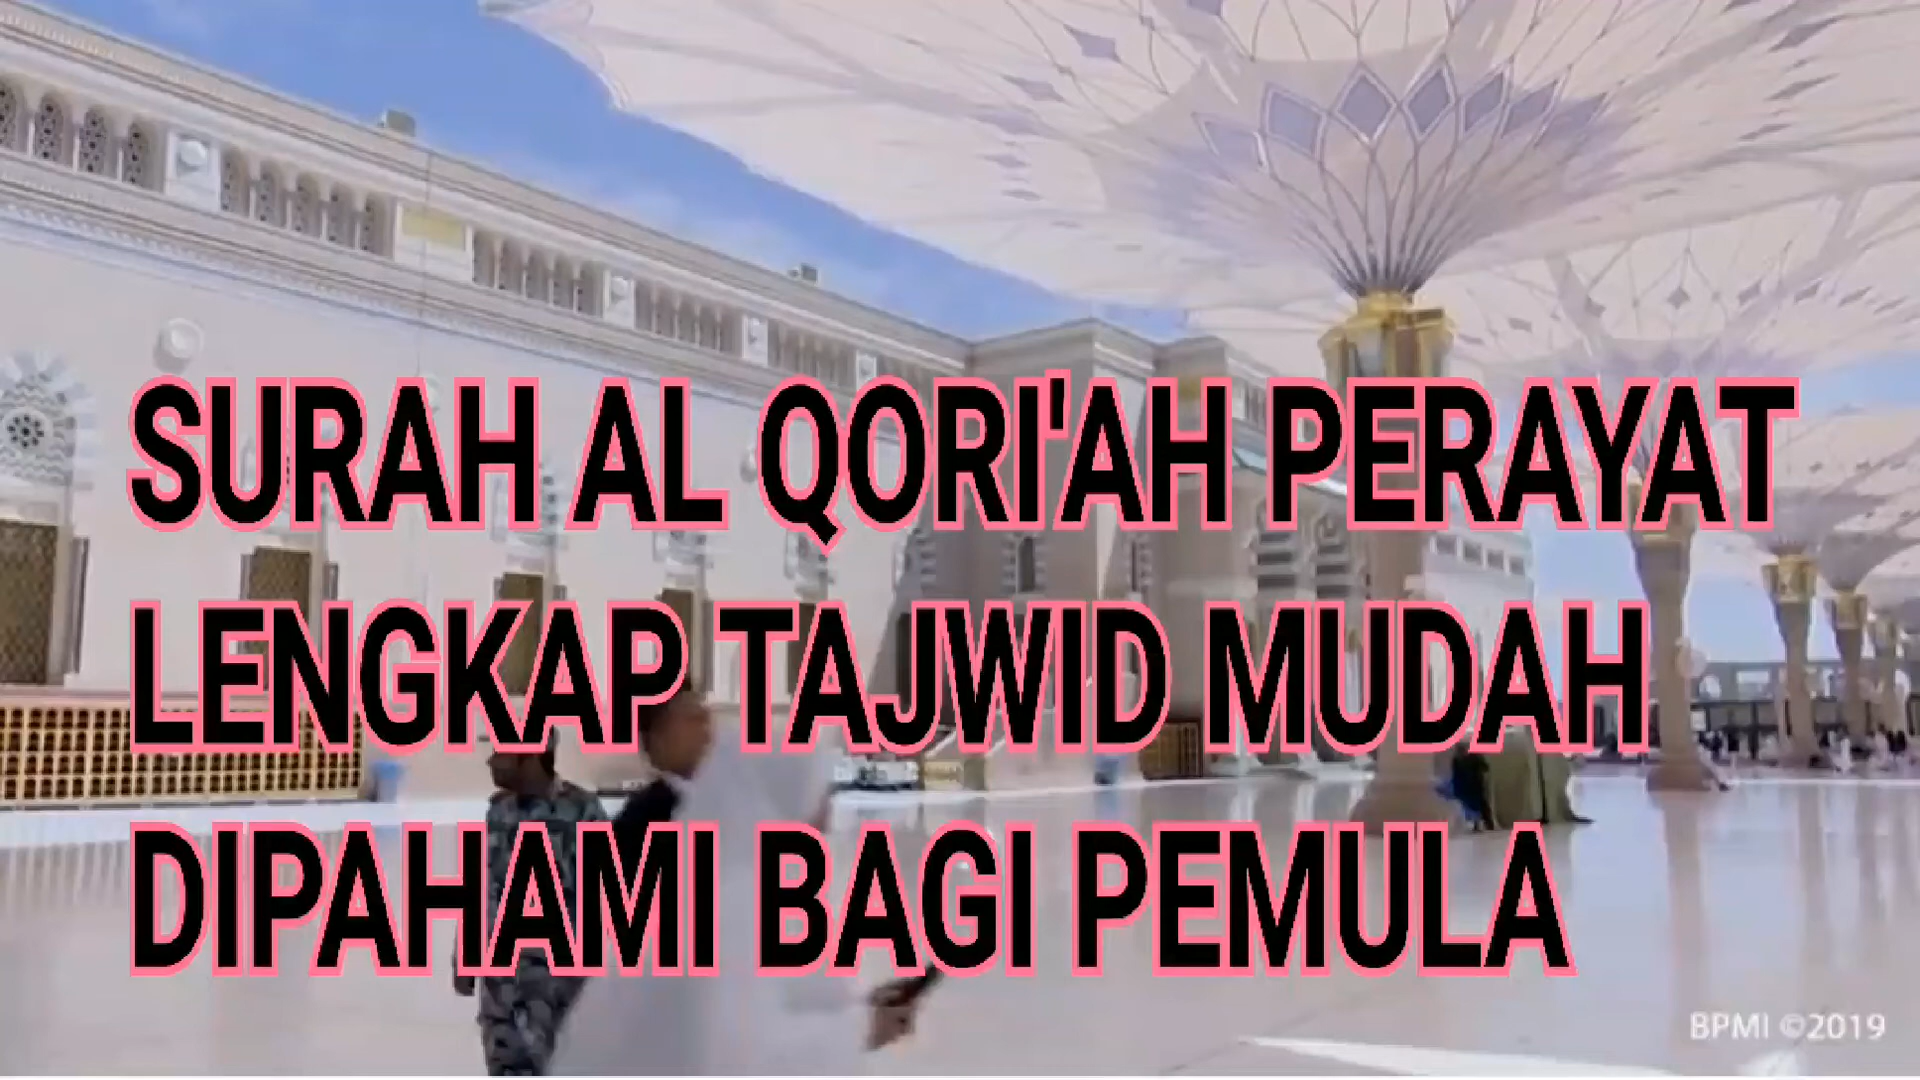 SURAH AL QORI'AH PERAYAT
LENGKAP TAJWID MUDAH
DIPAHAMI BAGI PEMULA
BPMI ©2019